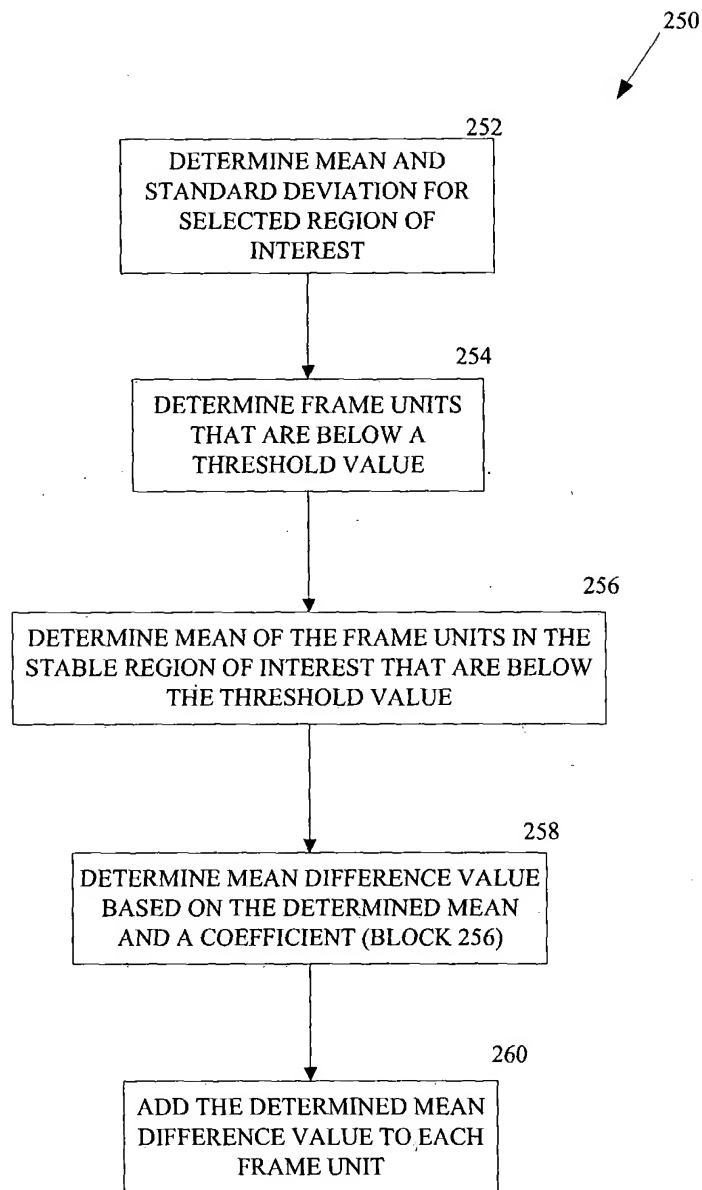 250
252
DETERMINE MEAN AND
STANDARD DEVIATION FOR
SELECTED REGION OF
INTEREST
254
DETERMINE FRAME UNITS
THAT ARE BELOW A
THRESHOLD VALUE
256
DETERMINE MEAN OF THE FRAME UNITS IN THE
STABLE REGION OF INTEREST THAT ARE BELOW
THE THRESHOLD VALUE
258
DETERMINE MEAN DIFFERENCE VALUE
BASED ON THE DETERMINED MEAN
AND A COEFFICIENT (BLOCK 256)
260
ADD THE DETERMINED MEAN
DIFFERENCE VALUE TO EACH
FRAME UNIT